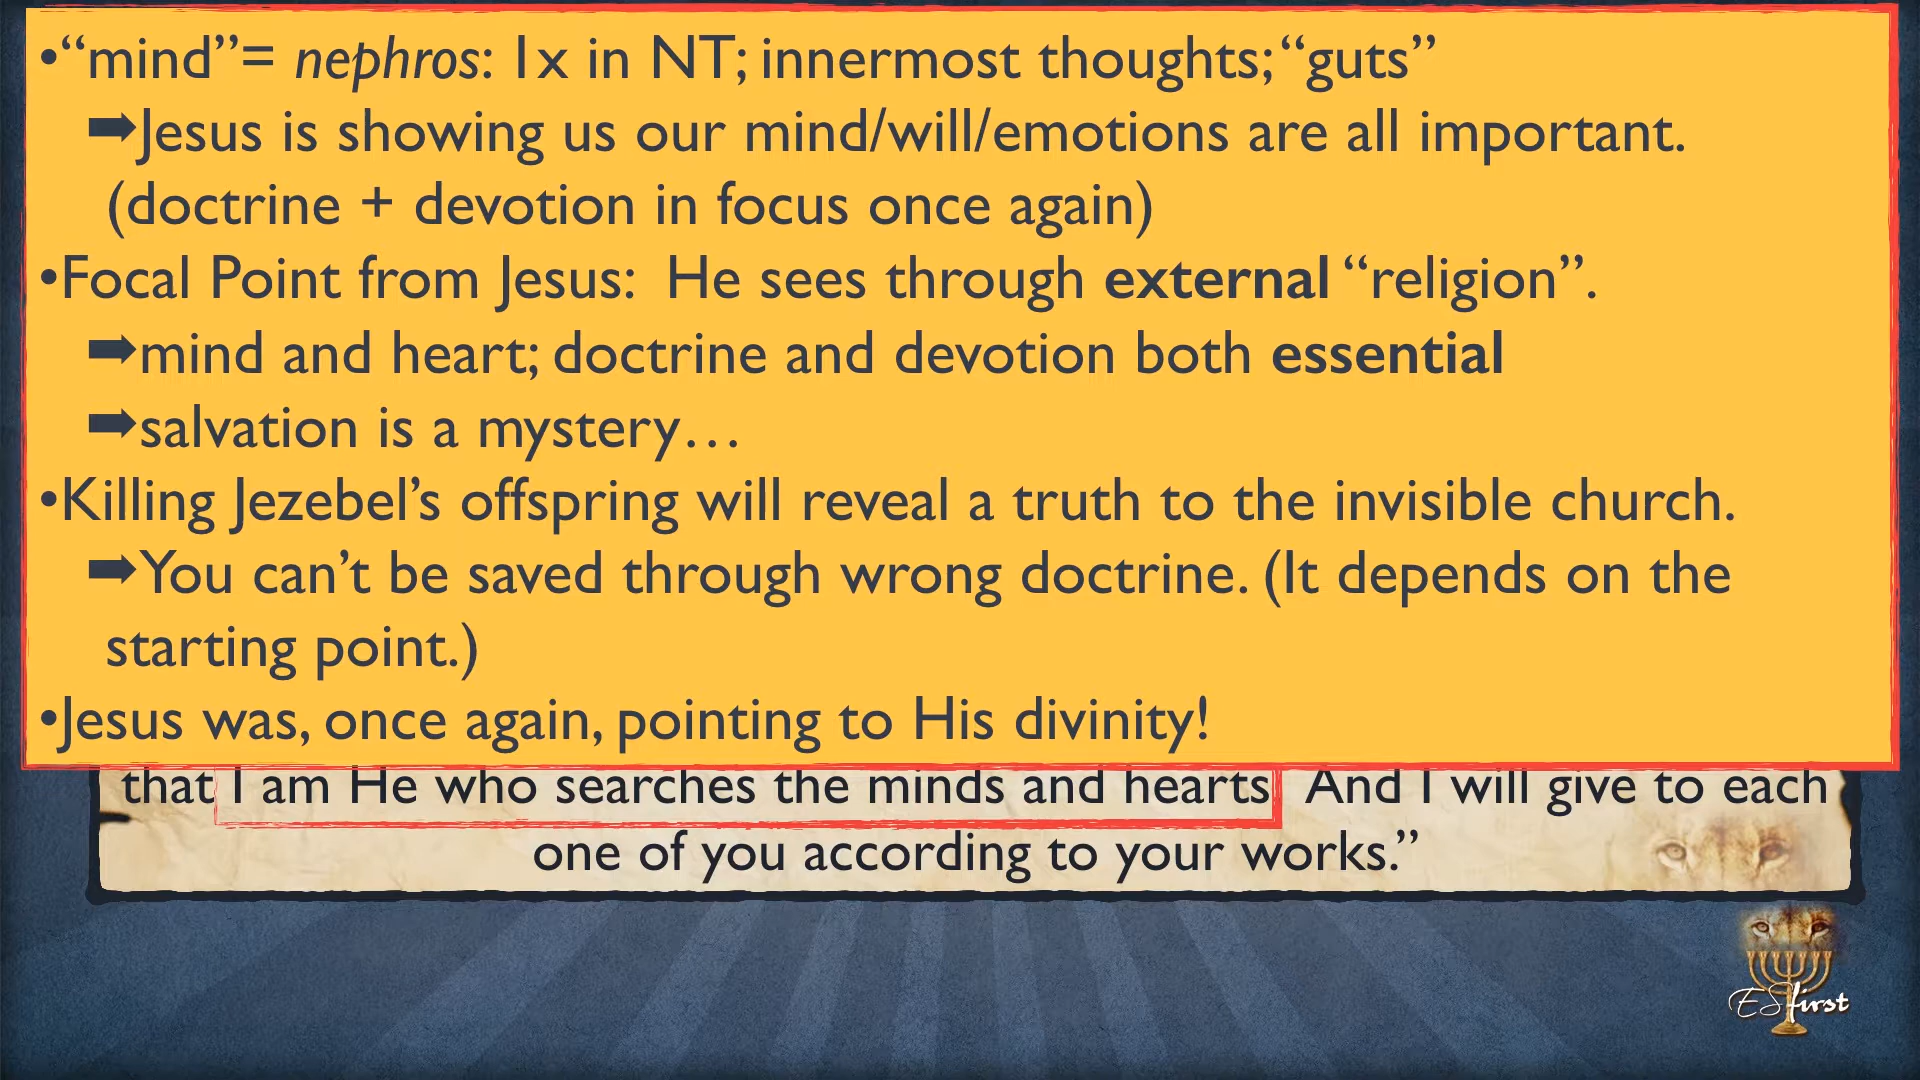 •“mind”= nephros: 1x in NT; innermost thoughts; “guts”
➡Jesus is showing us our mind/will/emotions are all important.
(doctrine + devotion in focus once again)
•Focal Point from Jesus: He sees through external “religion”.
➡mind and heart; doctrine and devotion both essential
➡salvation is a mystery…
•Killing Jezebel’s offspring will reveal a truth to the invisible church.
➡You can’t be saved through wrong doctrine. (It depends on the
starting point.)
•Jesus was, once again, pointing to His divinity!
that I am He who searches the minds and hearts And I will give to each
one of you according to your works.”
ESfirst